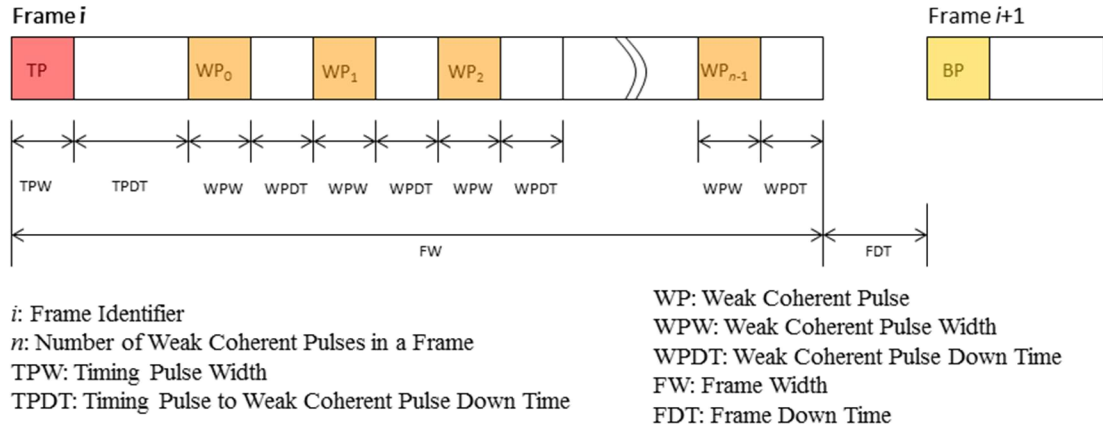 Frame i
Frame i+1
TP
WP0
WP1
WP2
WPn-1
BP
TPW
TPDT
WPW
WPDT
WPW
WPDT
WPW
WPDT
WPW
WPDT
FW
FDT
i: Frame Identifier
n: Number of Weak Coherent Pulses in a Frame
TPW: Timing Pulse Width
TPDT: Timing Pulse to Weak Coherent Pulse Down Time
WP: Weak Coherent Pulse
WPW: Weak Coherent Pulse Width
WPDT: Weak Coherent Pulse Down Time
FW: Frame Width
FDT: Frame Down Time